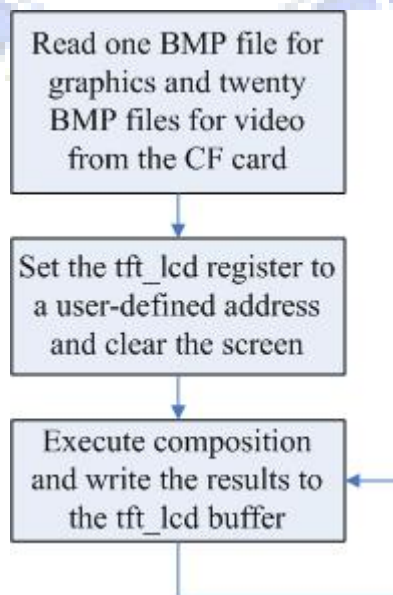 Read one BMP file for
graphics and twenty
BMP files for video
from the CF card
Set the tft_lcd register to
a user-defined address
and clear the screen
Execute composition
and write the results to
the tft_lcd buffer